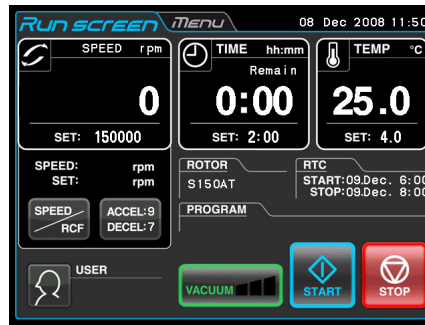 Run screen Menu 08 Dec 2008 11:50
SPEED rpm
0
SET: 150000
TIME hh:mm
Remain
0:00
SET: 2:00
TEMP °C
25.0
SET: 4.0
SPEED: rpm
SET: rpm
SPEED
RCF
ACCEL:9
DECEL:7
ROTOR
S150AT
RTC
START:09.Dec. 6:00
STOP:09.Dec. 8:00
PROGRAM
USER
VACUUM
START
STOP